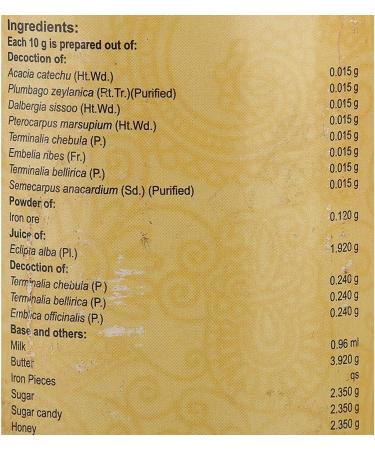 Ingredients:
Each 10 g is prepared out of:
Decoction of:
Acacia catechu (Ht.Wd.) 0.015 g
Plumbago zeylanica (Rt.Tr.)(Purified) 0.015 g
Dalbergia sissoo (Ht.Wd.) 0.015 g
Pterocarpus marsupium (Ht.Wd.) 0.015 g
Terminalia chebula (P.) 0.015 g
Embelia ribes (Fr.) 0.015 g
Terminalia bellirica (P.) 0.015 g
Semecarpus anacardium (Sd.) (Purified) 0.015 g
Powder of:
Iron ore 0.120 g
Juice of:
Eclipta alba (Pl.) 1.920 g
Decoction of:
Terminalia chebula (P.) 0.240 g
Terminalia bellirica (P.) 0.240 g
Emblica officinalis (P.) 0.240 g
Base and others:
Milk 0.96 ml
Butter 3.920 g
Iron Pieces qs
Sugar 2.350 g
Sugar candy 2.350 g
Honey 2.350 g